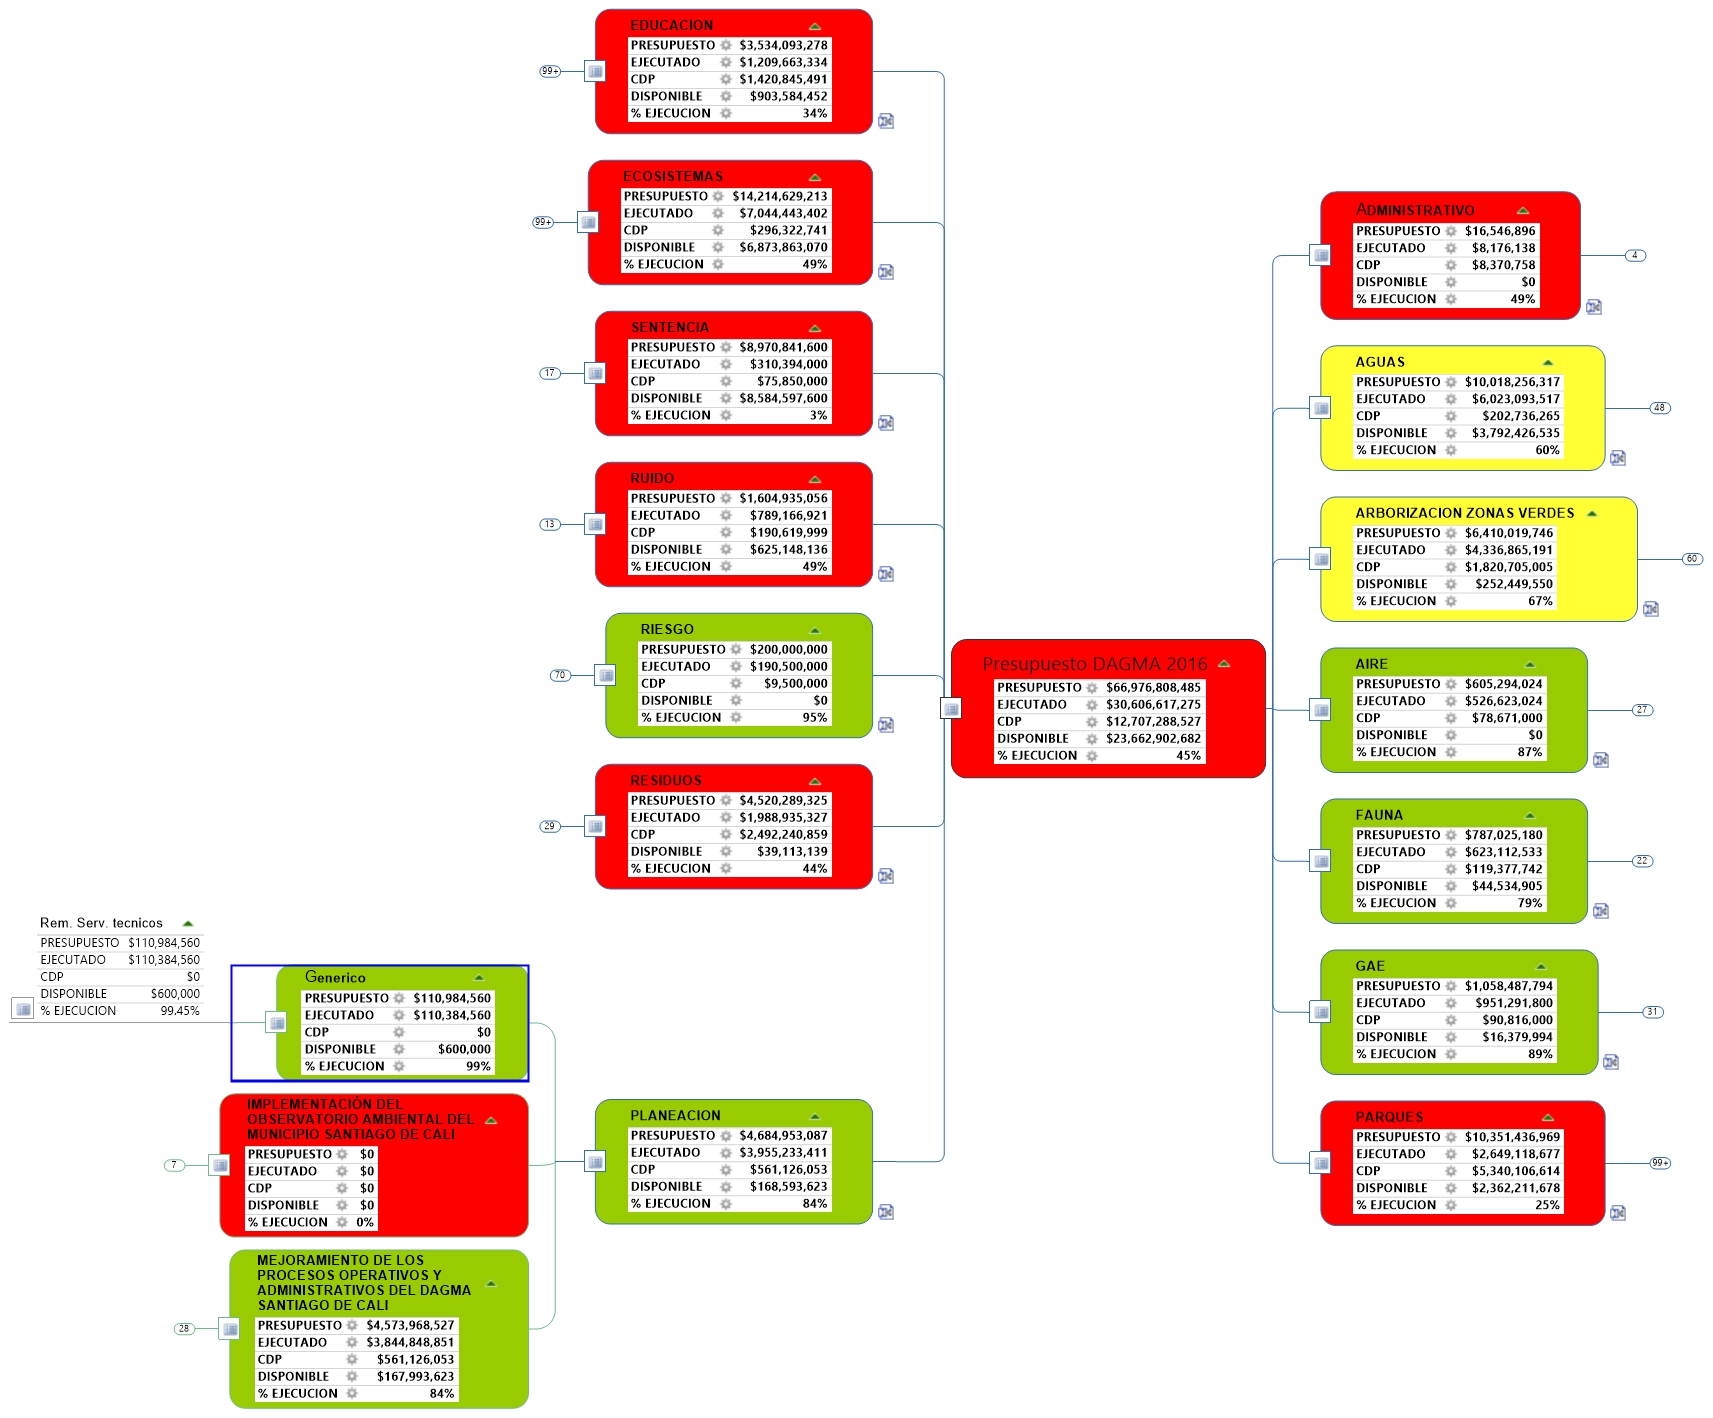 EDUCACION
PRESUPUESTO $3,534,093,278
EJECUTADO $1,209,663,334
CDP $1,420,845,491
DISPONIBLE $903,584,452
% EJECUCION 34%
99+
ECOSISTEMAS
PRESUPUESTO $14,214,629,213
EJECUTADO $7,044,443,402
CDP $296,322,741
DISPONIBLE $6,873,863,070
% EJECUCION 49%
99+
SENTENCIA
PRESUPUESTO $8,970,841,600
EJECUTADO $310,394,000
CDP $75,850,000
DISPONIBLE $8,584,597,600
% EJECUCION 3%
17
RUIDO
PRESUPUESTO $1,604,935,056
EJECUTADO $789,166,921
CDP $190,619,999
DISPONIBLE $625,148,136
% EJECUCION 49%
13
RIESGO
PRESUPUESTO $200,000,000
EJECUTADO $190,500,000
CDP $9,500,000
DISPONIBLE $0
% EJECUCION 95%
70
RESIDUOS
PRESUPUESTO $4,520,289,325
EJECUTADO $1,988,935,327
CDP $2,492,240,859
DISPONIBLE $39,113,139
% EJECUCION 44%
29
Rem. Serv. tecnicos
PRESUPUESTO $110,984,560
EJECUTADO $110,384,560
CDP $0
DISPONIBLE $600,000
% EJECUCION 99.45%
Generico
PRESUPUESTO $110,984,560
EJECUTADO $110,384,560
CDP $0
DISPONIBLE $600,000
% EJECUCION 99%
IMPLEMENTACIÓN DEL
OBSERVATORIO AMBIENTAL DEL
MUNICIPIO SANTIAGO DE CALI
PRESUPUESTO $0
EJECUTADO $0
CDP $0
DISPONIBLE $0
% EJECUCION 0%
7
MEJORAMIENTO DE LOS
PROCESOS OPERATIVOS Y
ADMINISTRATIVOS DEL DAGMA
SANTIAGO DE CALI
PRESUPUESTO $4,573,968,527
EJECUTADO $3,844,848,851
CDP $561,126,053
DISPONIBLE $167,993,623
% EJECUCION 84%
28
PLANEACION
PRESUPUESTO $4,684,953,087
EJECUTADO $3,955,233,411
CDP $561,126,053
DISPONIBLE $168,593,623
% EJECUCION 84%
Presupuesto DAGMA 2016
PRESUPUESTO $66,976,808,485
EJECUTADO $30,606,617,275
CDP $12,707,288,527
DISPONIBLE $23,662,902,682
% EJECUCION 45%
ADMINISTRATIVO
PRESUPUESTO $16,546,896
EJECUTADO $8,176,138
CDP $8,370,758
DISPONIBLE $0
% EJECUCION 49%
4
AGUAS
PRESUPUESTO $10,018,256,317
EJECUTADO $6,023,093,517
CDP $202,736,265
DISPONIBLE $3,792,426,535
% EJECUCION 60%
48
ARBORIZACION ZONAS VERDES
PRESUPUESTO $6,410,019,746
EJECUTADO $4,336,865,191
CDP $1,820,705,005
DISPONIBLE $252,449,550
% EJECUCION 67%
60
AIRE
PRESUPUESTO $605,294,024
EJECUTADO $526,623,024
CDP $78,671,000
DISPONIBLE $0
% EJECUCION 87%
27
FAUNA
PRESUPUESTO $787,025,180
EJECUTADO $623,112,533
CDP $119,377,742
DISPONIBLE $44,534,905
% EJECUCION 79%
22
GAE
PRESUPUESTO $1,058,487,794
EJECUTADO $951,291,800
CDP $90,816,000
DISPONIBLE $16,379,994
% EJECUCION 89%
31
PARQUES
PRESUPUESTO $10,351,436,969
EJECUTADO $2,649,118,677
CDP $5,340,106,614
DISPONIBLE $2,362,211,678
% EJECUCION 25%
99+